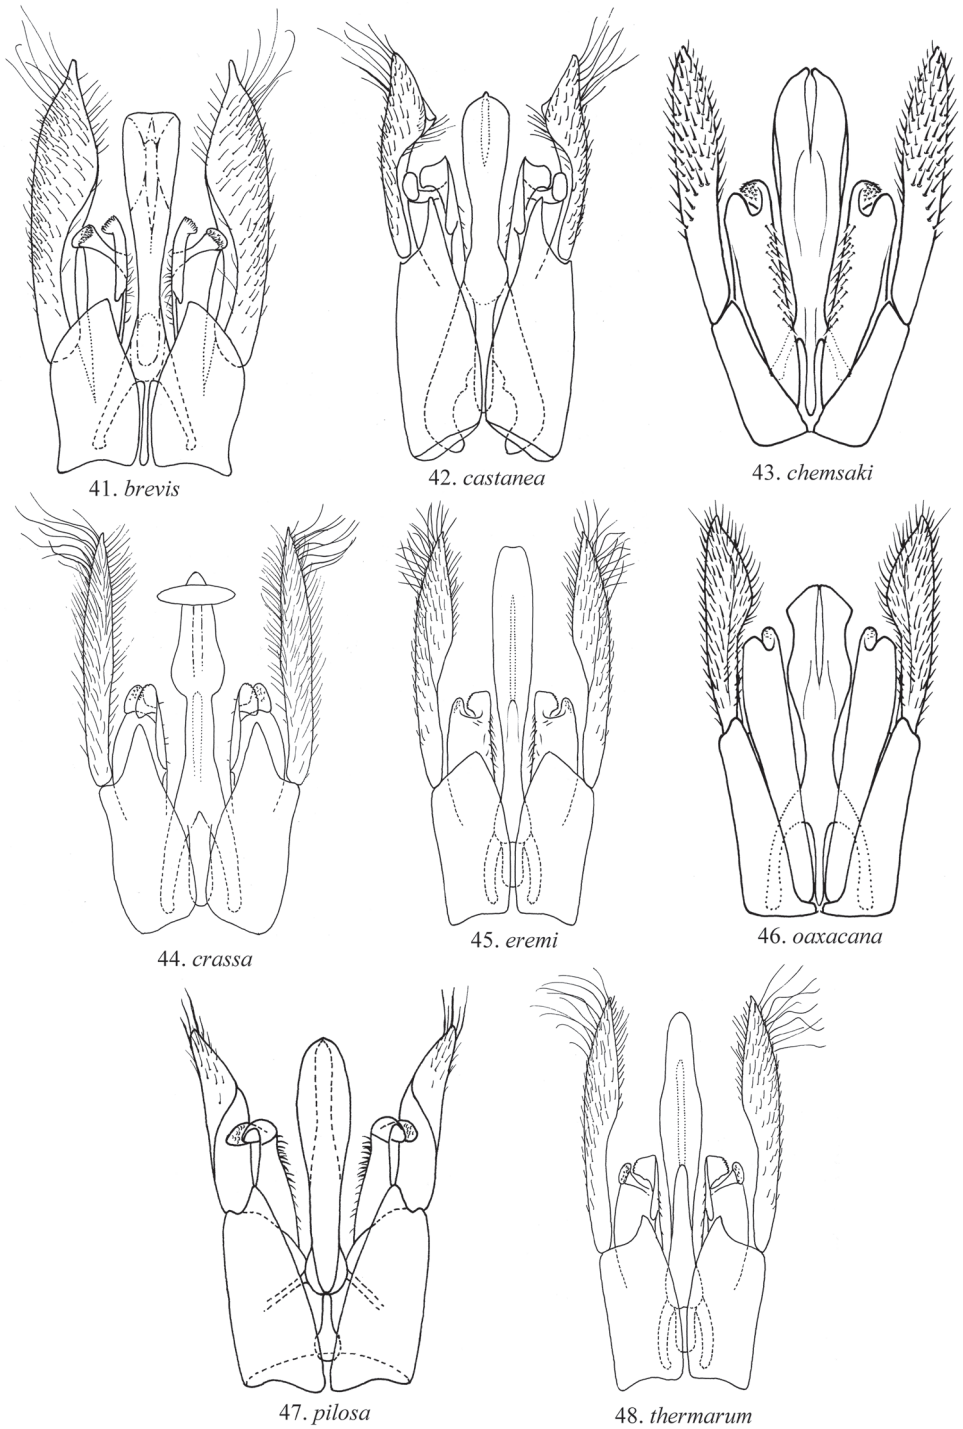 41. brevis
42. castanea
43. chemsaki
44. crassa
45. eremi
46. oaxacana
47. pilosa
48. thermarum